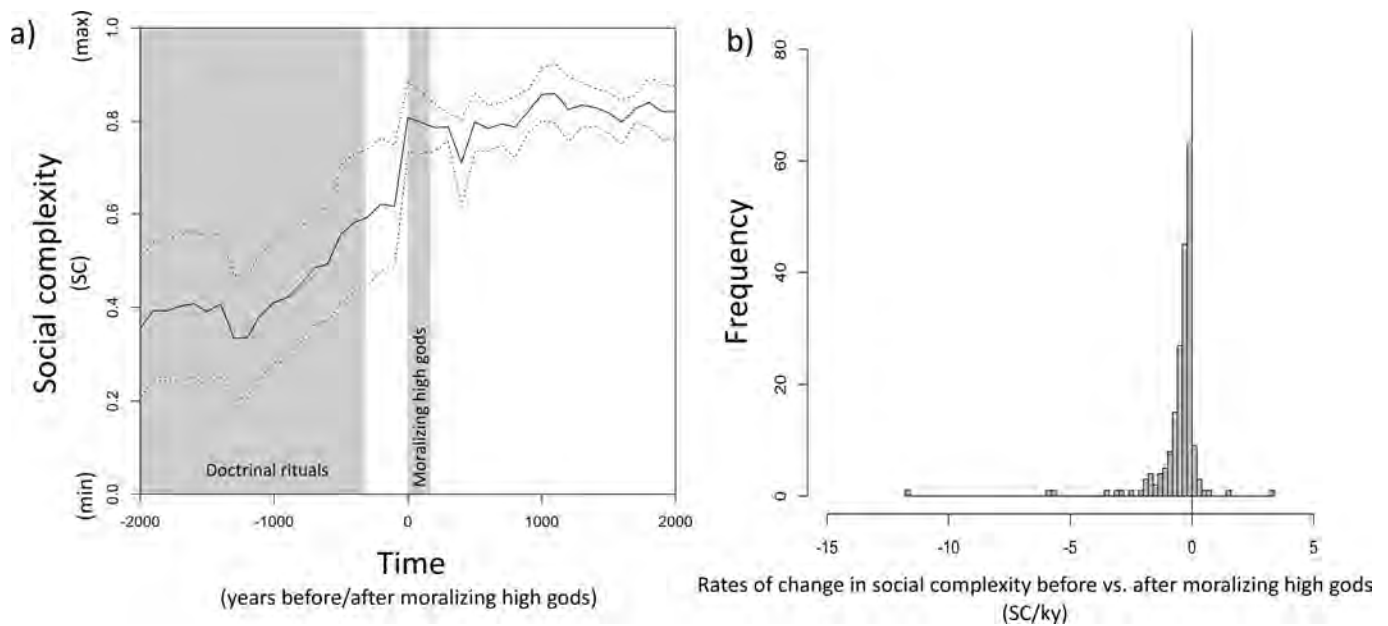 a)
(max)
1.0
0.8
0.6
0.4
0.2
0.0
(min)
Social complexity
(SC)
Doctrinal rituals
Moralizing high gods
-2000
-1000
0
1000
2000
Time
(years before/after moralizing high gods)
b)
80
60
40
20
0
Frequency
-15
-10
-5
0
5
Rates of change in social complexity before vs. after moralizing high gods
(SC/ky)